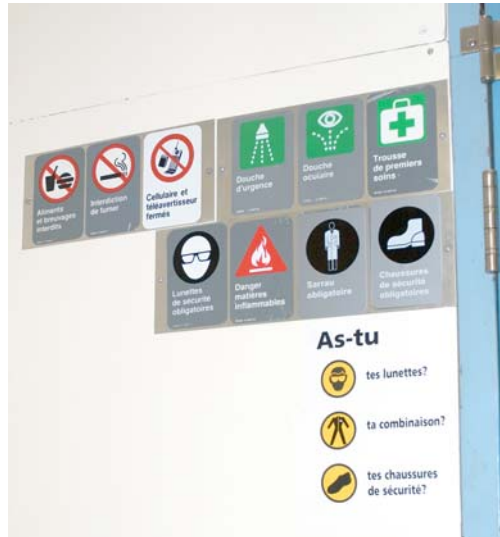 Aliments
et breuvages
interdits
Interdiction
de fumer
Cellulaire et
téléavertisseur
fermés
Douche
d'urgence
Douche
oculaire
Trousse
de premiers
soins
Lunettes
de sécurité
obligatoires
Danger
matières
inflammables
Sarrau
obligatoire
Chaussures
de sécurité
obligatoires
As-tu
tes lunettes?
ta combinaison?
tes chaussures
de sécurité?